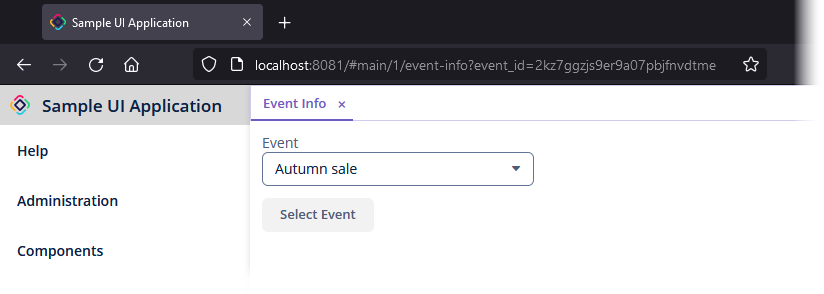 Sample UI Application
localhost:8081/#main/1/event-info?event_id=2kz7ggzjs9er9a07pbjfnvdtme
Sample UI Application
Event Info
Help
Administration
Components
Event
Autumn sale
Select Event